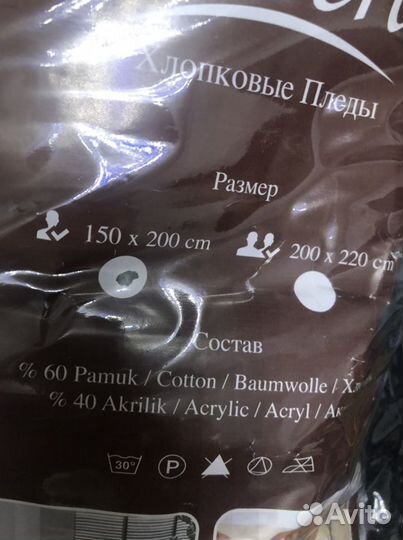 Хлопковые Пледы
Размер
150 x 200 cm
200 x 220 cm
Состав
% 60 Pamuk / Cotton / Baumwolle /
% 40 Akrilik / Acrylic / Acryl /
30°
P
Avito